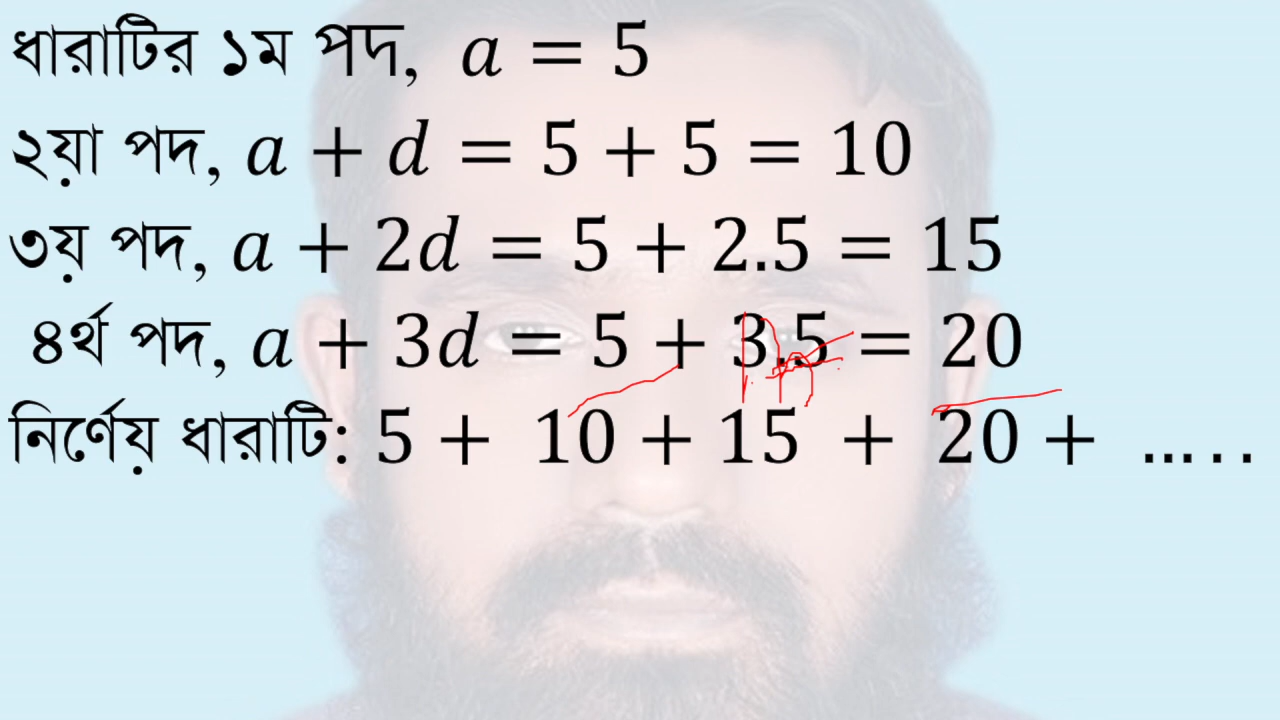 ধারাটির ১ম পদ, a = 5
২য়া পদ, a + d = 5 + 5 = 10
৩য় পদ, a + 2d = 5 + 2.5 = 15
৪র্থ পদ, a + 3d = 5 + 3.5 = 20
নির্ণেয় ধারাটি: 5 + 10 + 15 + 20 + ... . .